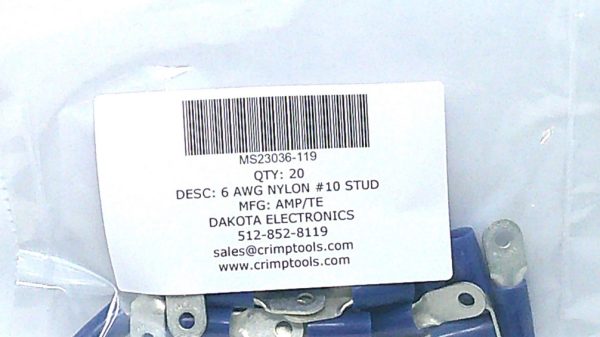 MS23036-119
QTY: 20
DESC: 6 AWG NYLON #10 STUD
MFG: AMP/TE
DAKOTA ELECTRONICS
512-852-8119
sales@crimptools.com
www.crimptools.com